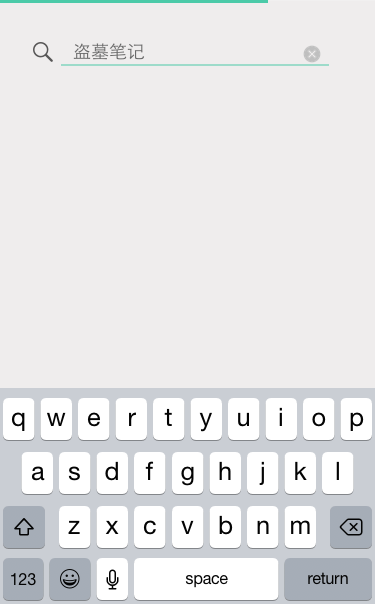 盗墓笔记
q w e r t y u i o p
a s d f g h j k l
z x c v b n m
123 space return